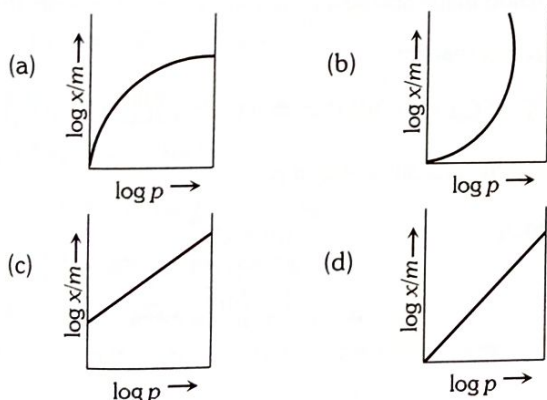 (a)
log x/m →
log p →
(b)
log x/m →
log p →
(c)
log x/m →
log p →
(d)
log x/m →
log p →